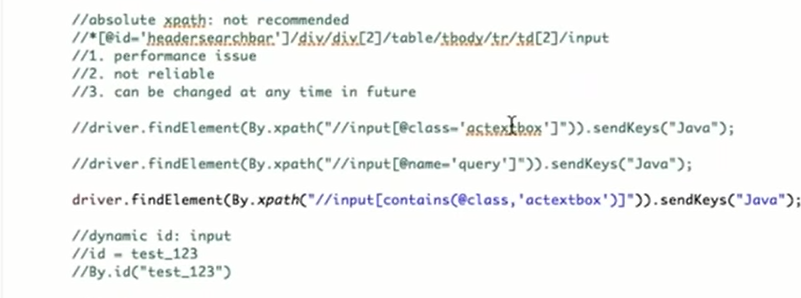 //absolute xpath: not recommended
//*[@id='headersearchbar']/div/div[2]/table/tbody/tr/td[2]/input
//1. performance issue
//2. not reliable
//3. can be changed at any time in future
//driver.findElement(By.xpath("//input[@class='actextbox']")).sendKeys("Java");
//driver.findElement(By.xpath("//input[@name='query']")).sendKeys("Java");
driver.findElement(By.xpath("//input[contains(@class,'actextbox')]")).sendKeys("Java");
//dynamic id: input
//id = test_123
//By.id("test_123")